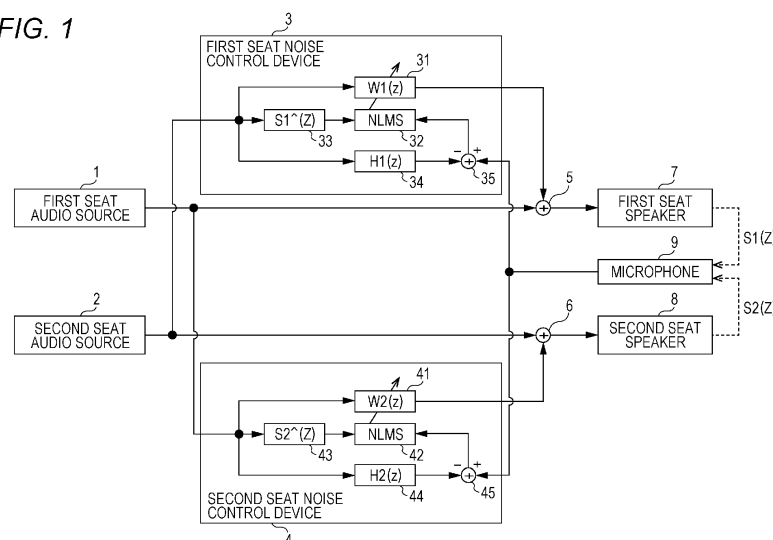 FIG. 1
3
FIRST SEAT NOISE
CONTROL DEVICE
31
W1(z)
S1^(Z)
NLMS
33
32
H1(z)
34
−
+
35
1
FIRST SEAT
AUDIO SOURCE
5
7
FIRST SEAT
SPEAKER
S1(Z)
9
MICROPHONE
2
SECOND SEAT
AUDIO SOURCE
6
8
SECOND SEAT
SPEAKER
S2(Z)
41
W2(z)
S2^(Z)
NLMS
43
42
H2(z)
44
−
+
45
SECOND SEAT NOISE
CONTROL DEVICE
4